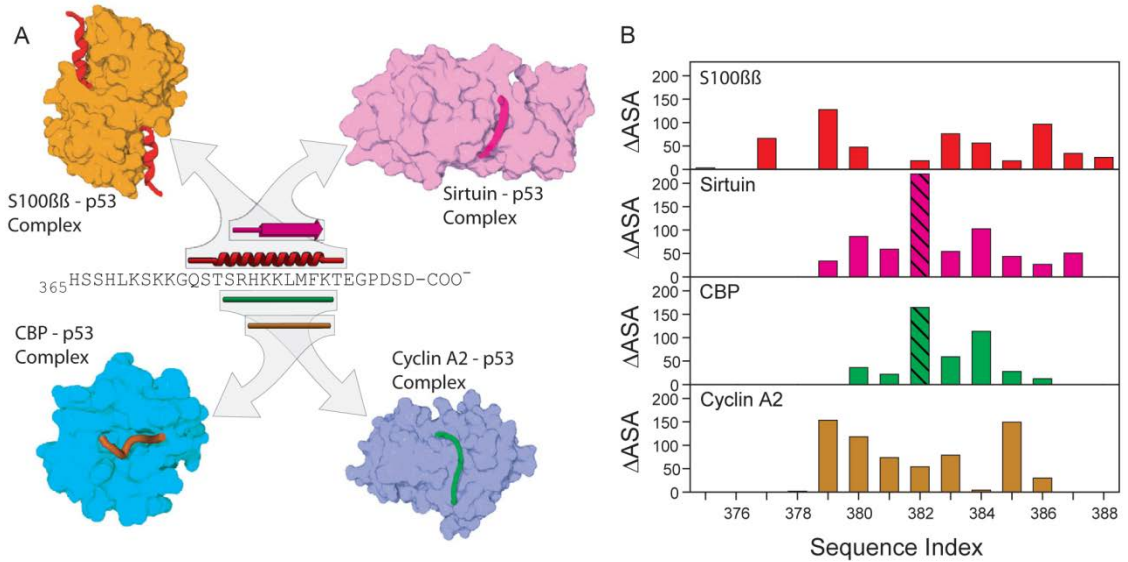 A
S100ßß - p53
Complex
Sirtuin - p53
Complex
365HSSHLKSKKGQSTSRHKKLMFKTEGPDSD-COO⁻
CBP - p53
Complex
Cyclin A2 - p53
Complex
B
200
150
100
50
0
ΔASA
S100ßß
200
150
100
50
0
ΔASA
Sirtuin
200
150
100
50
0
ΔASA
CBP
200
150
100
50
0
ΔASA
Cyclin A2
376 378 380 382 384 386 388
Sequence Index